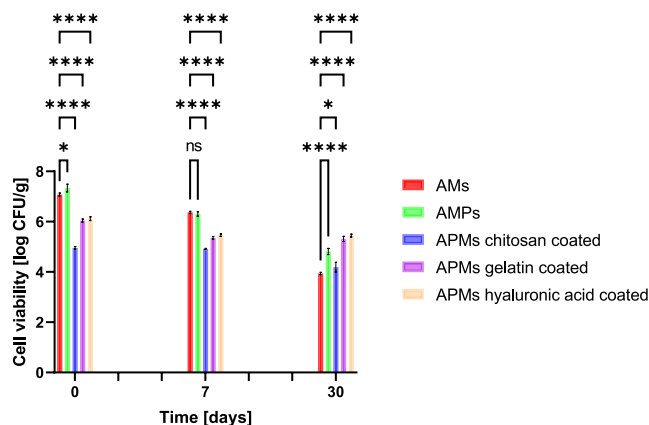 **** **** ****
**** **** ****
**** **** *
* ns ****
8
6
4
2
0
Cell viability [log CFU/g]
0 7 30
Time [days]
AMs
AMPs
APMs chitosan coated
APMs gelatin coated
APMs hyaluronic acid coated